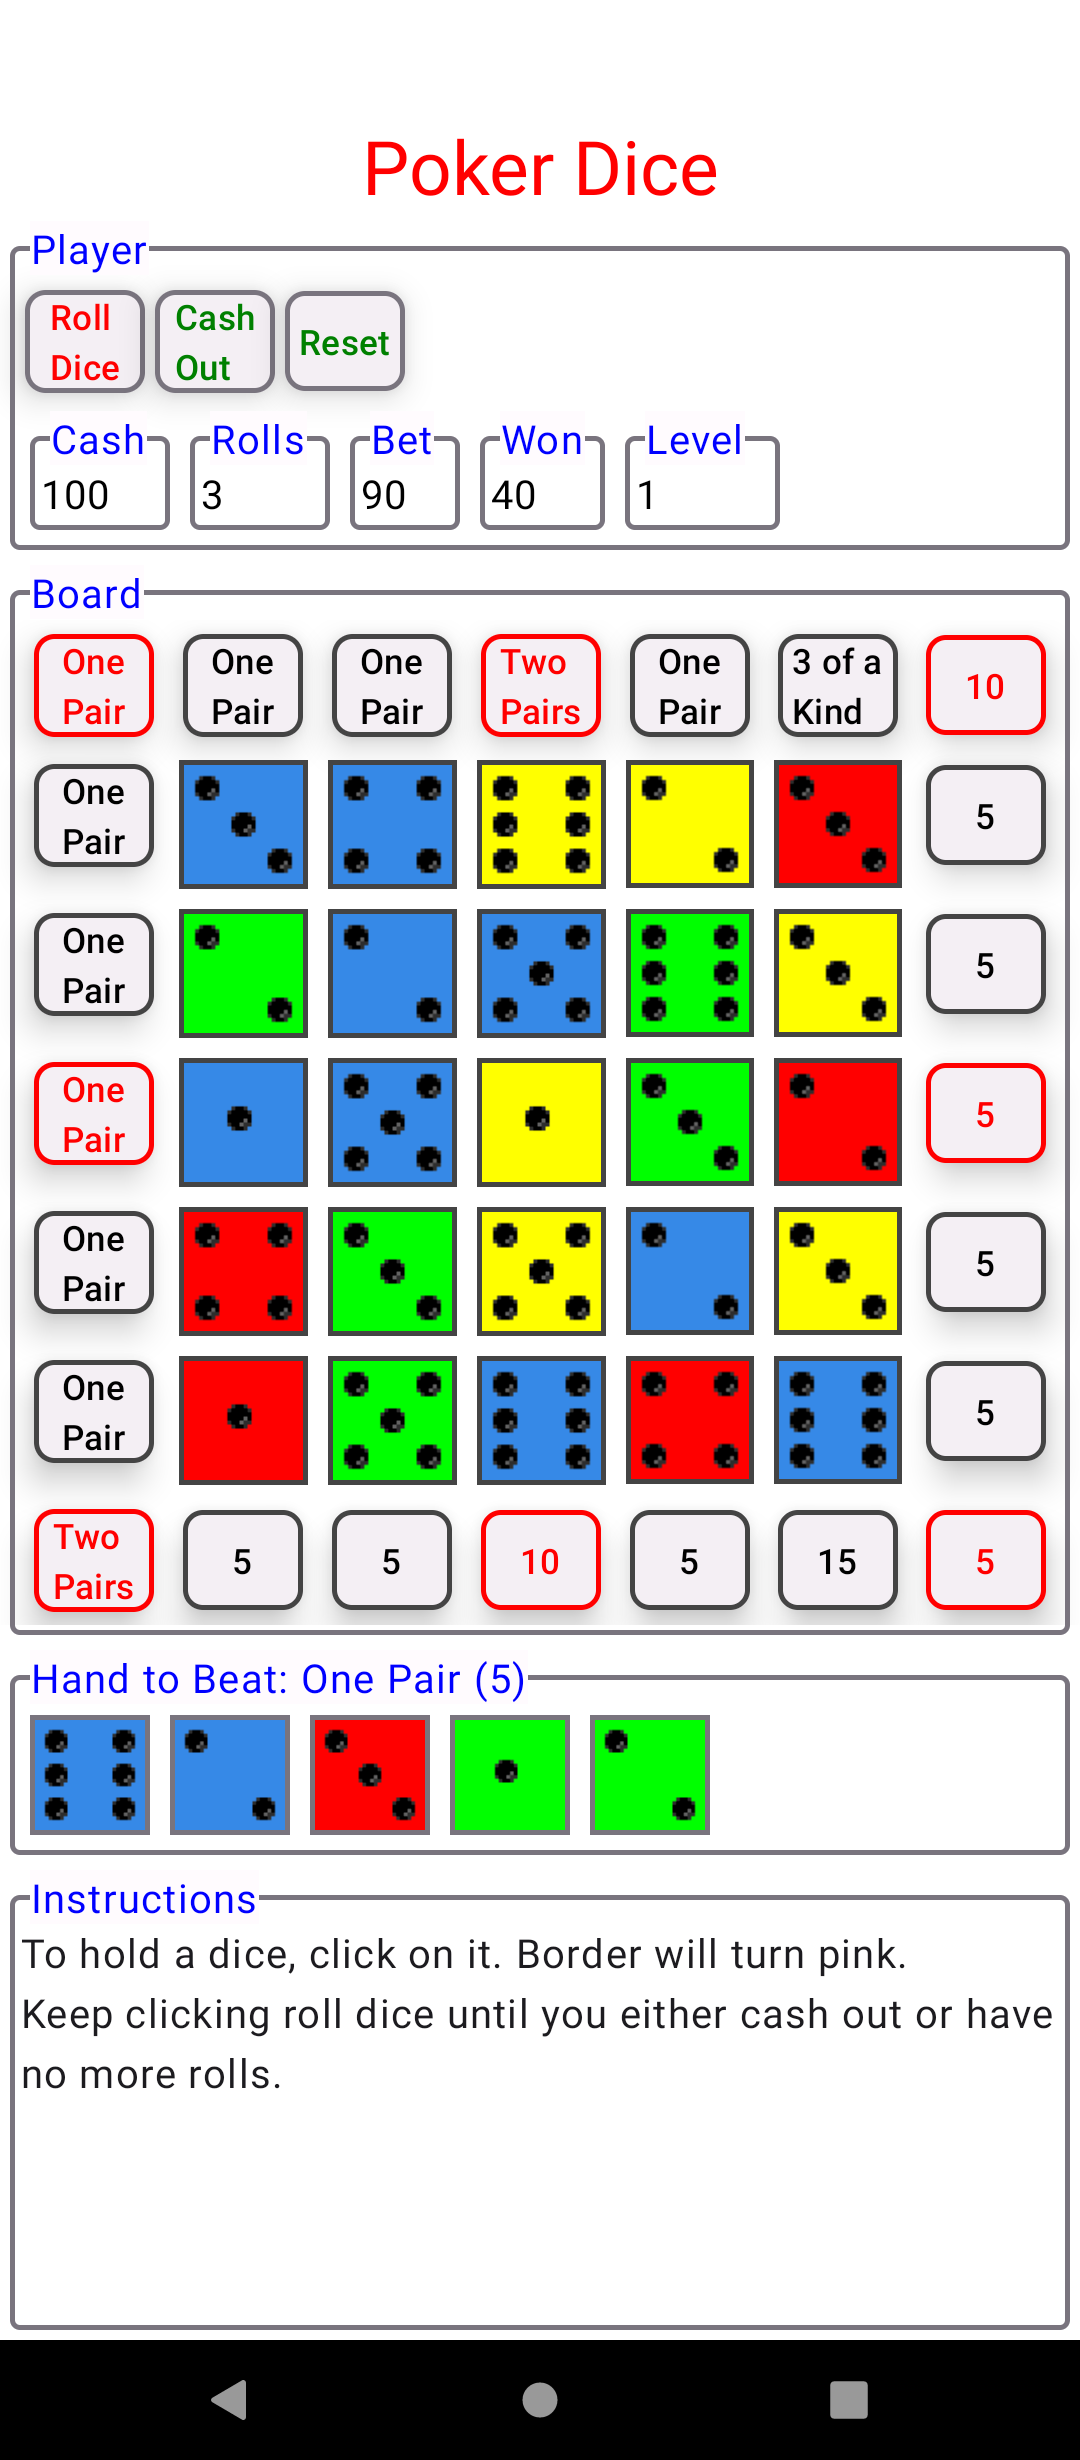 Poker Dice
Player
Roll
Dice
Cash
Out
Reset
Cash
Rolls
Bet
Won
Level
100
3
90
40
1
Board
One
Pair
One
Pair
One
Pair
Two
Pairs
One
Pair
3 of a
Kind
10
One
Pair
5
One
Pair
5
One
Pair
5
One
Pair
5
One
Pair
5
Two
Pairs
5
5
10
5
15
5
Hand to Beat: One Pair (5)
Instructions
To hold a dice, click on it. Border will turn pink.
Keep clicking roll dice until you either cash out or have
no more rolls.